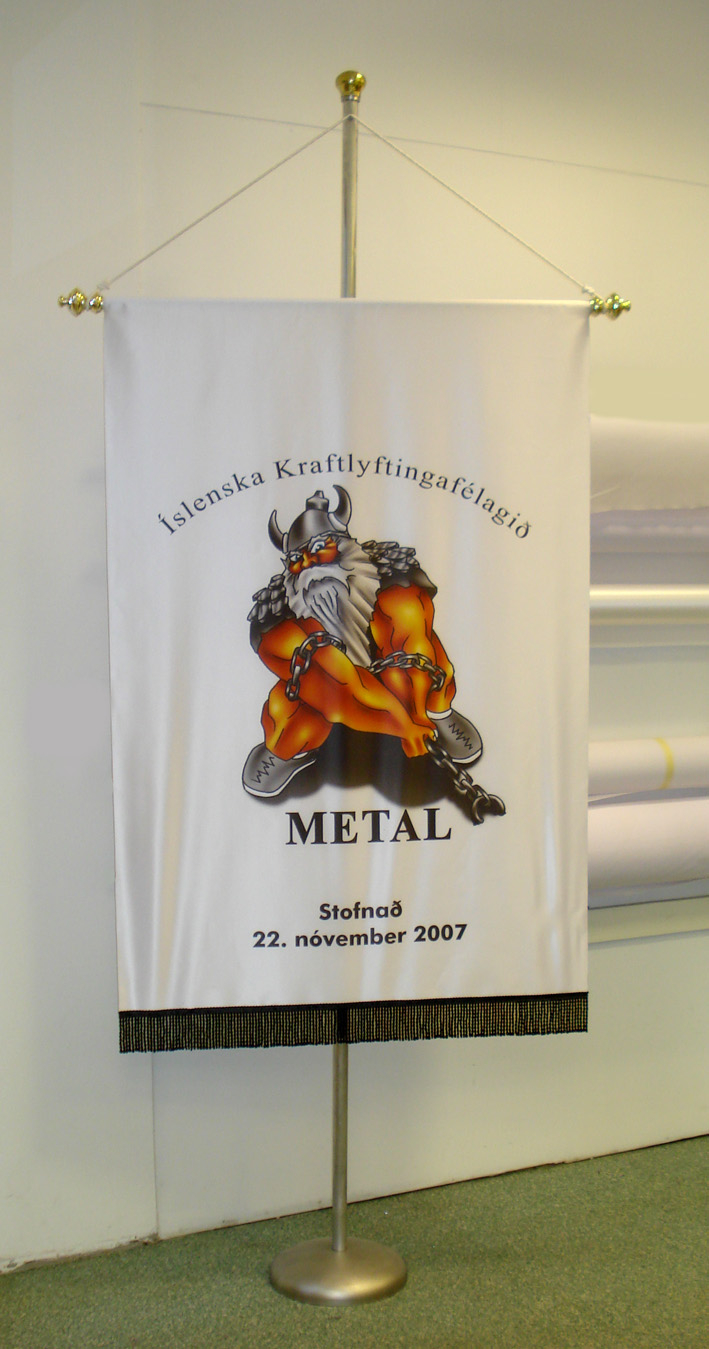 Íslenska Kraftlyftingafélagið
METAL
Stofnað
22. nóvember 2007